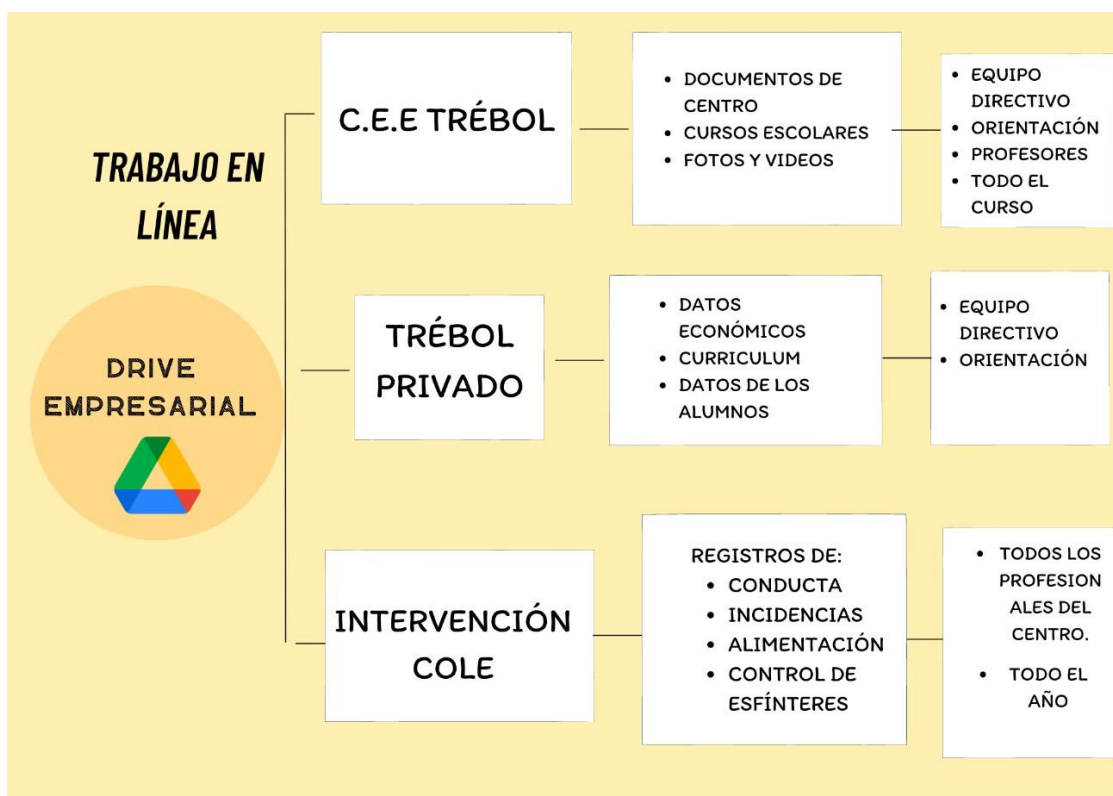 TRABAJO EN
LÍNEA
DRIVE
EMPRESARIAL
C.E.E TRÉBOL
• DOCUMENTOS DE
CENTRO
• CURSOS ESCOLARES
• FOTOS Y VIDEOS
• EQUIPO
DIRECTIVO
• ORIENTACIÓN
• PROFESORES
• TODO EL
CURSO
TRÉBOL
PRIVADO
• DATOS
ECONÓMICOS
• CURRICULUM
• DATOS DE LOS
ALUMNOS
• EQUIPO
DIRECTIVO
• ORIENTACIÓN
INTERVENCIÓN
COLE
REGISTROS DE:
• CONDUCTA
• INCIDENCIAS
• ALIMENTACIÓN
• CONTROL DE
ESFÍNTERES
• TODOS LOS
PROFESION
ALES DEL
CENTRO.
• TODO EL
AÑO